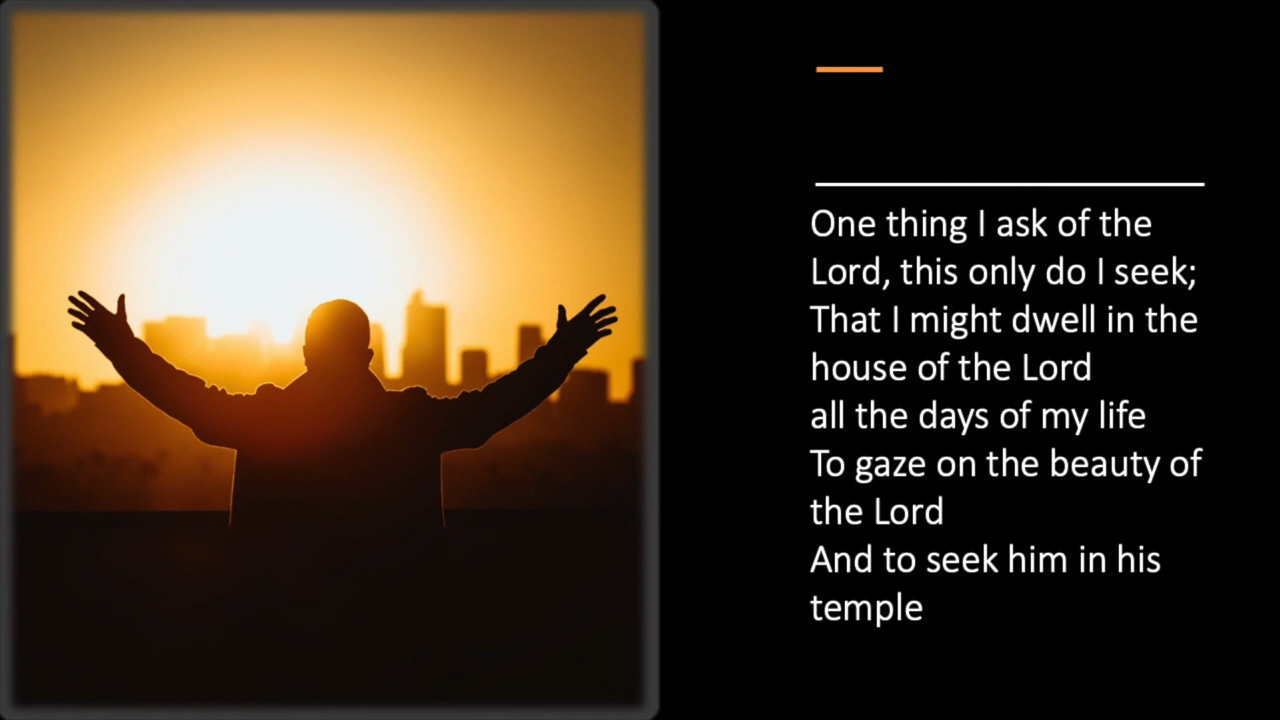 One thing I ask of the
Lord, this only do I seek;
That I might dwell in the
house of the Lord
all the days of my life
To gaze on the beauty of
the Lord
And to seek him in his
temple